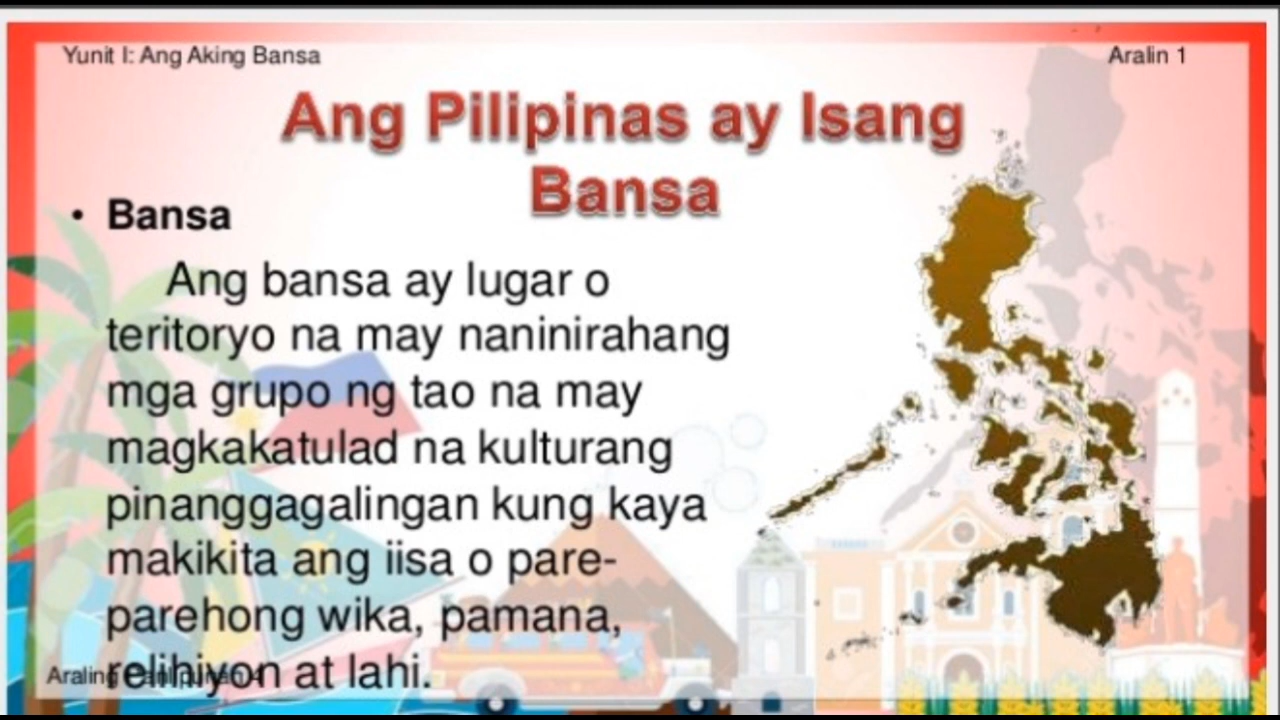 Yunit I: Ang Aking Bansa
Aralin 1
Ang Pilipinas ay Isang
Bansa
• Bansa
Ang bansa ay lugar o
teritoryo na may naninirahang
mga grupo ng tao na may
magkakatulad na kulturang
pinanggagalingan kung kaya
makikita ang iisa o pare-
parehong wika, pamana,
relihiyon at lahi.
Araling